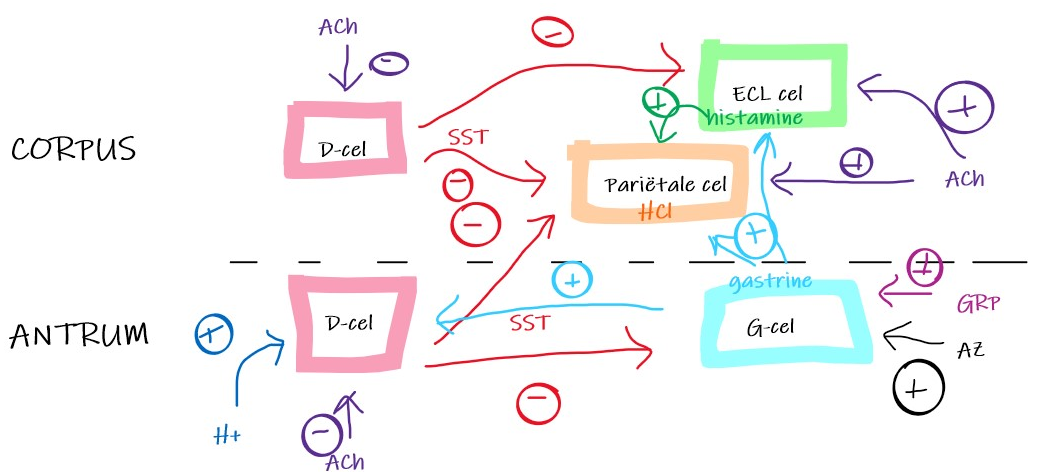 ACh
-
-
ECL cel
+
histamine
+
CORPUS
D-cel
SST
-
-
Pariëtale cel
HCl
+
ACh
+
gastrine
+
+
GRP
ANTRUM
+
D-cel
SST
G-cel
AZ
+
-
H+
-
ACh